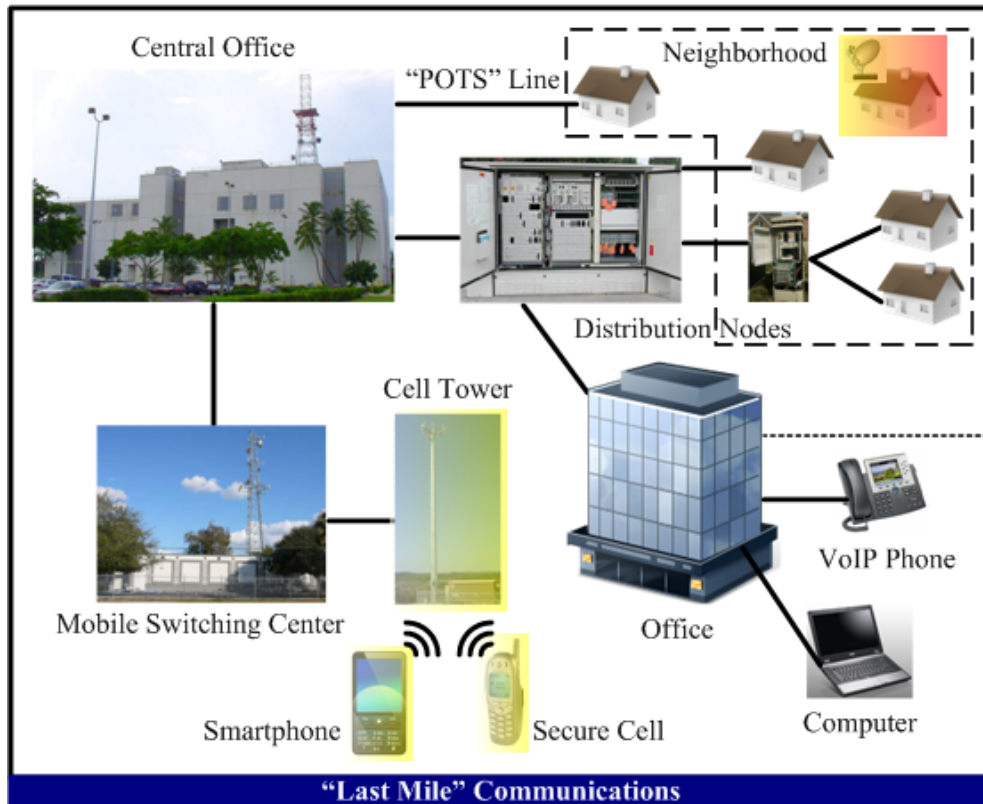 Central Office
"POTS" Line
Neighborhood
Distribution Nodes
Cell Tower
Mobile Switching Center
Office
VoIP Phone
Smartphone
Secure Cell
Computer
"Last Mile" Communications